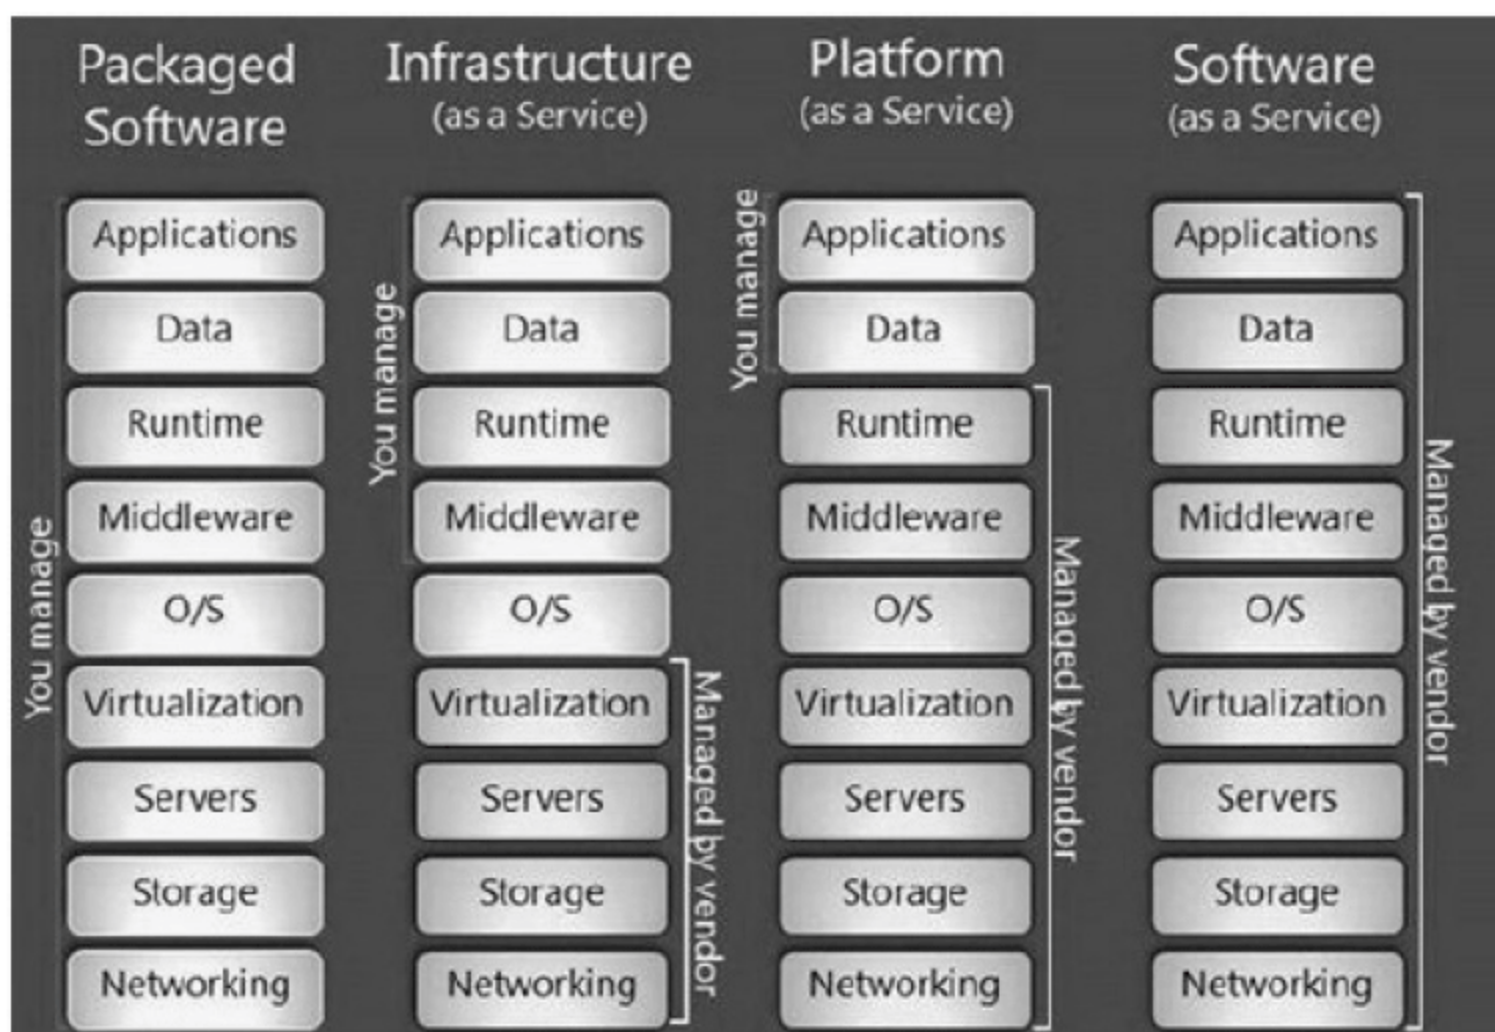 Packaged
Software
You manage
Applications
Data
Runtime
Middleware
O/S
Virtualization
Servers
Storage
Networking
Infrastructure
(as a Service)
You manage
Applications
Data
Runtime
Middleware
O/S
Virtualization
Servers
Storage
Networking
Managed by vendor
Platform
(as a Service)
You manage
Applications
Data
Runtime
Middleware
O/S
Virtualization
Servers
Storage
Networking
Managed by vendor
Software
(as a Service)
Applications
Data
Runtime
Middleware
O/S
Virtualization
Servers
Storage
Networking
Managed by vendor